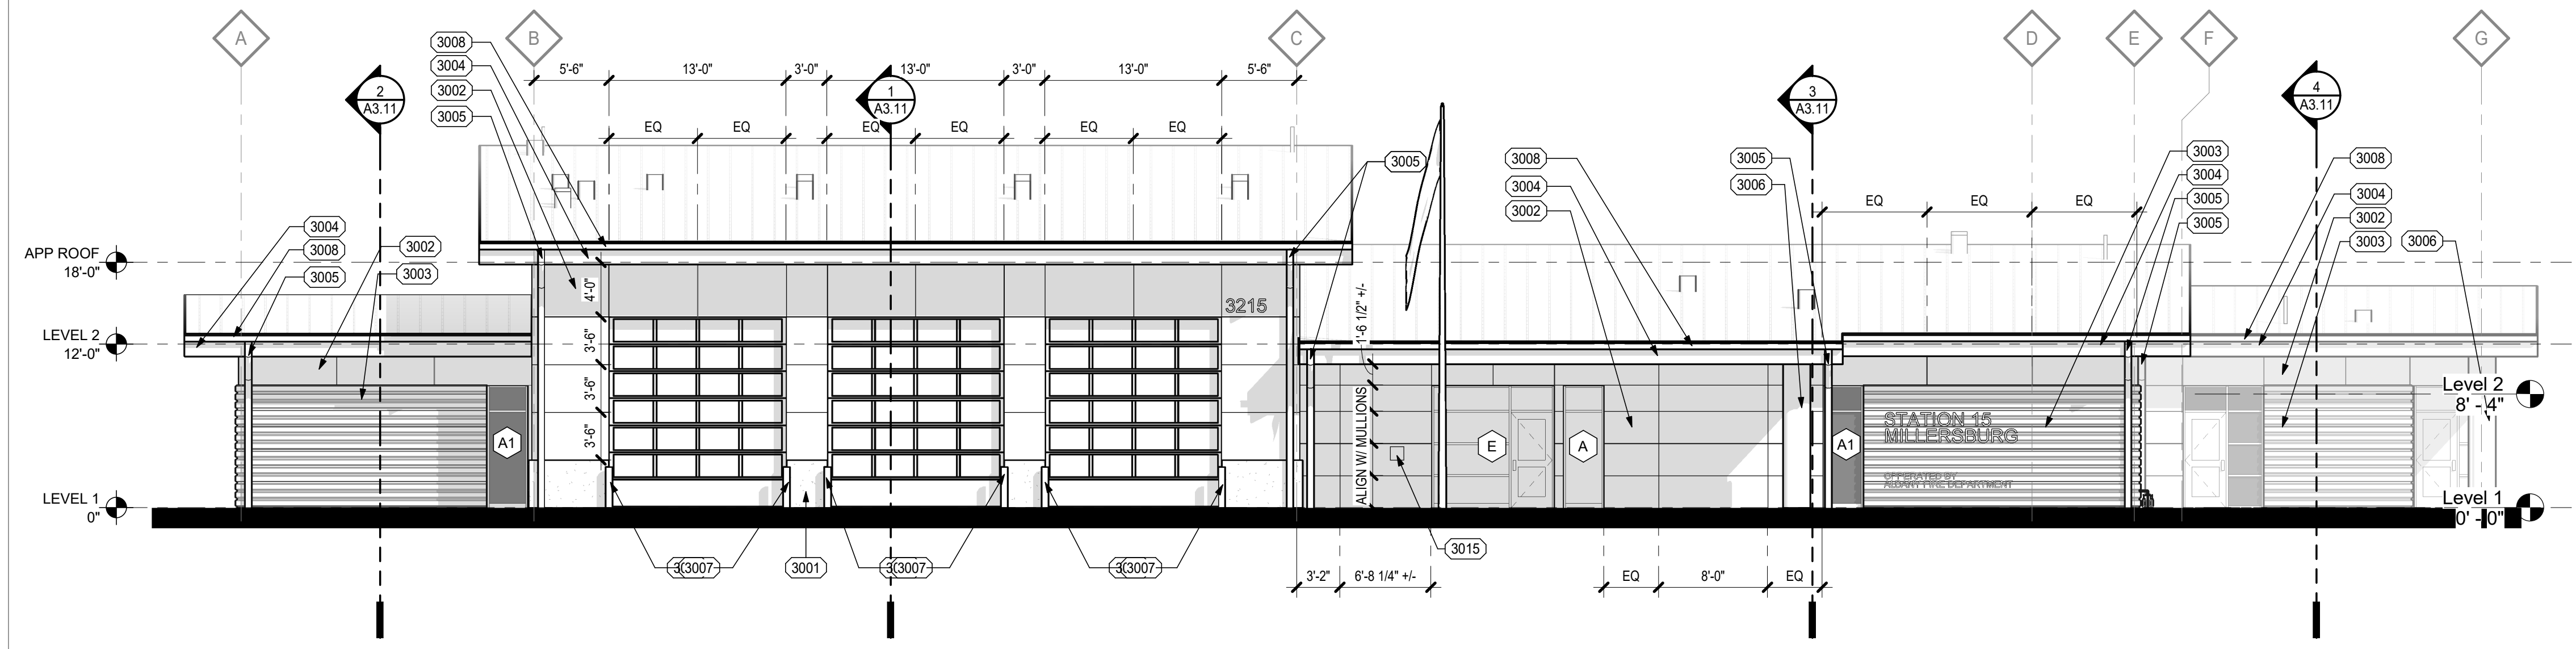 A
B
C
D
E
F
G
3008
3004
3002
3005
5'-6"
13'-0"
3'-0"
13'-0"
3'-0"
13'-0"
5'-6"
2
A3.11
1
A3.11
3
A3.11
4
A3.11
EQ
EQ
EQ
EQ
EQ
EQ
3005
3008
3004
3002
3005
3006
EQ
EQ
EQ
3003
3004
3005
3005
3008
3004
3002
3003
3006
3004
3008
3005
3002
3003
APP ROOF
18'-0"
LEVEL 2
12'-0"
LEVEL 1
0"
4'-0"
3'-6"
3'-6"
3'-6"
3215
1'-6 1/2" +/-
ALIGN W/ MULLIONS
A1
E
A
A1
STATION 15
MILLERSBURG
OPPERATED BY
ALBANY FIRE DEPARTMENT
Level 2
8' - 4"
Level 1
0' - 0"
3007
3001
3007
3007
3015
3'-2"
6'-8 1/4" +/-
EQ
8'-0"
EQ